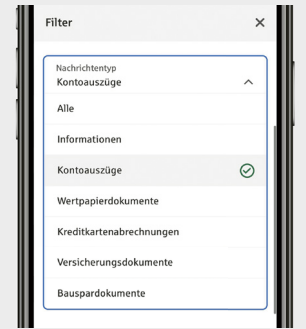 Filter
Nachrichtentyp
Kontoauszüge
Alle
Informationen
Kontoauszüge
Wertpapierdokumente
Kreditkartenabrechnungen
Versicherungsdokumente
Bauspardokumente